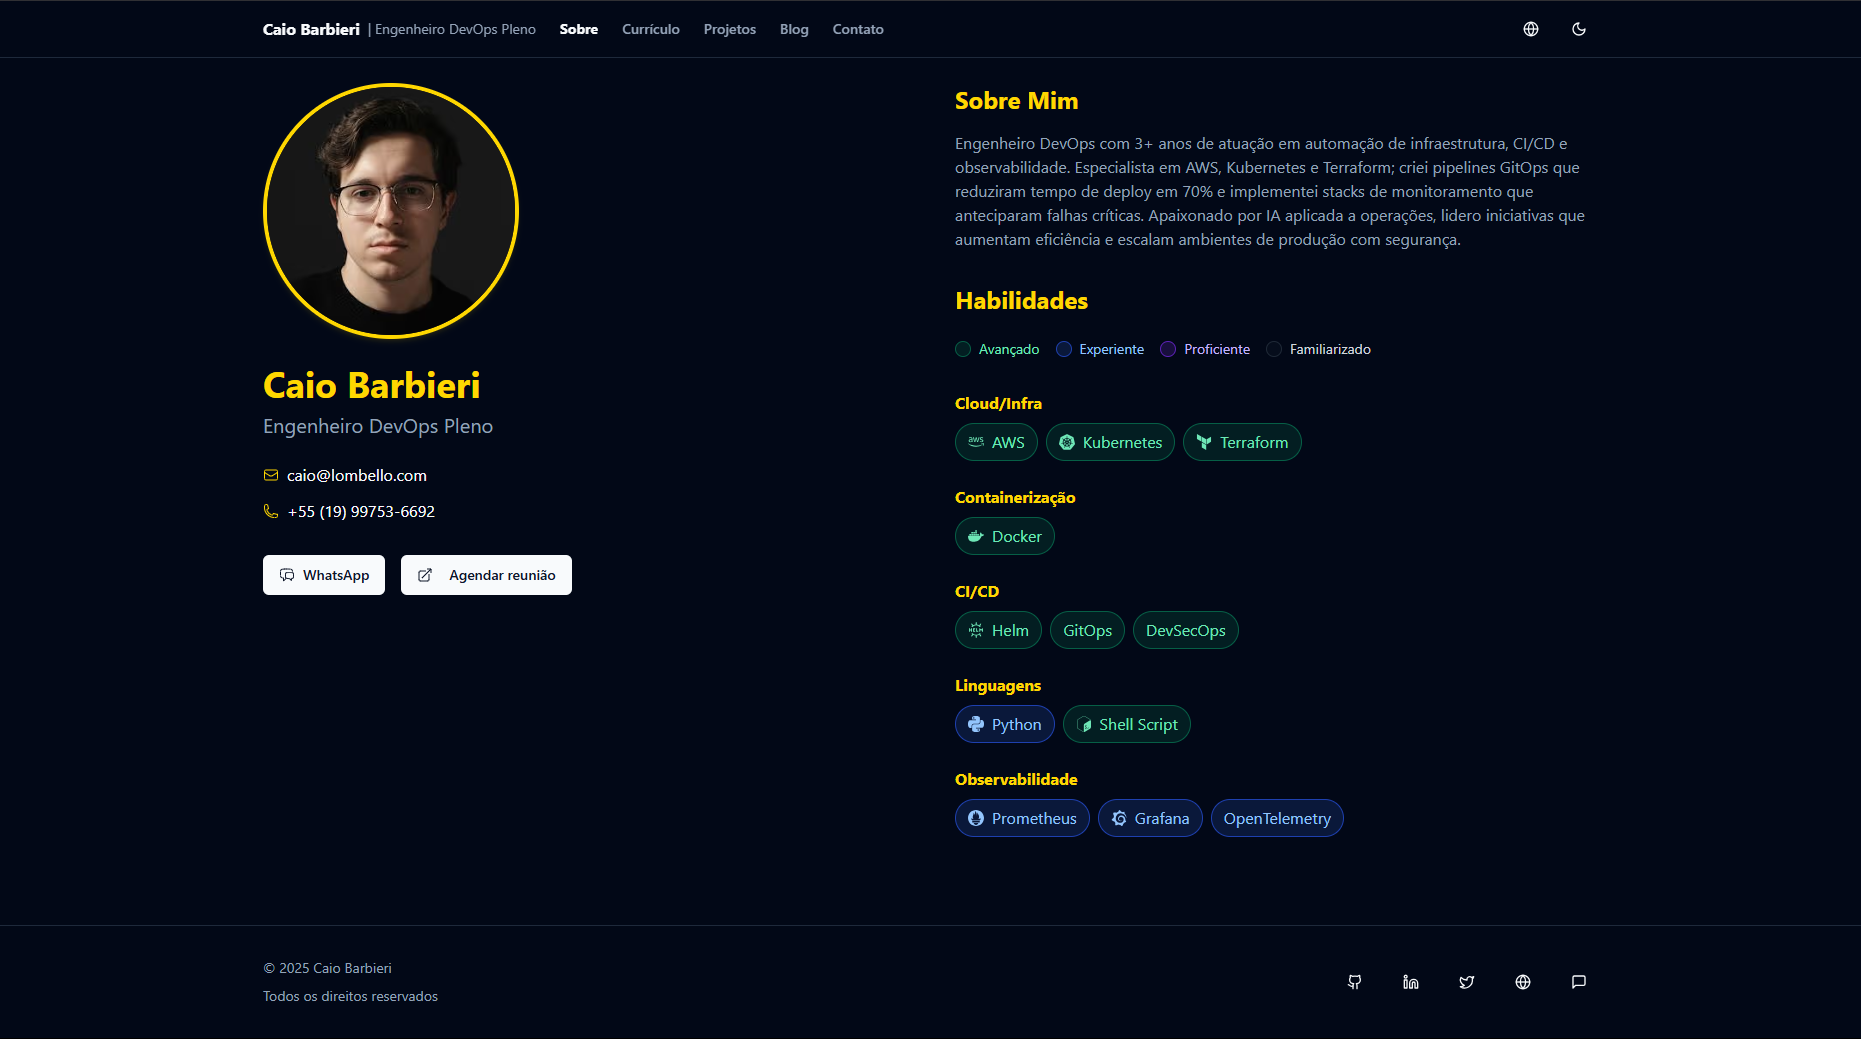 Caio Barbieri | Engenheiro DevOps Pleno Sobre Currículo Projetos Blog Contato
Caio Barbieri
Engenheiro DevOps Pleno
caio@lombello.com
+55 (19) 99753-6692
WhatsApp Agendar reunião
Sobre Mim
Engenheiro DevOps com 3+ anos de atuação em automação de infraestrutura, CI/CD e
observabilidade. Especialista em AWS, Kubernetes e Terraform; criei pipelines GitOps que
reduziram tempo de deploy em 70% e implementei stacks de monitoramento que
anteciparam falhas críticas. Apaixonado por IA aplicada a operações, lidero iniciativas que
aumentam eficiência e escalam ambientes de produção com segurança.
Habilidades
Avançado Experiente Proficiente Familiarizado
Cloud/Infra
aws AWS Kubernetes Terraform
Containerização
Docker
CI/CD
HELM Helm GitOps DevSecOps
Linguagens
Python Shell Script
Observabilidade
Prometheus Grafana OpenTelemetry
© 2025 Caio Barbieri
Todos os direitos reservados